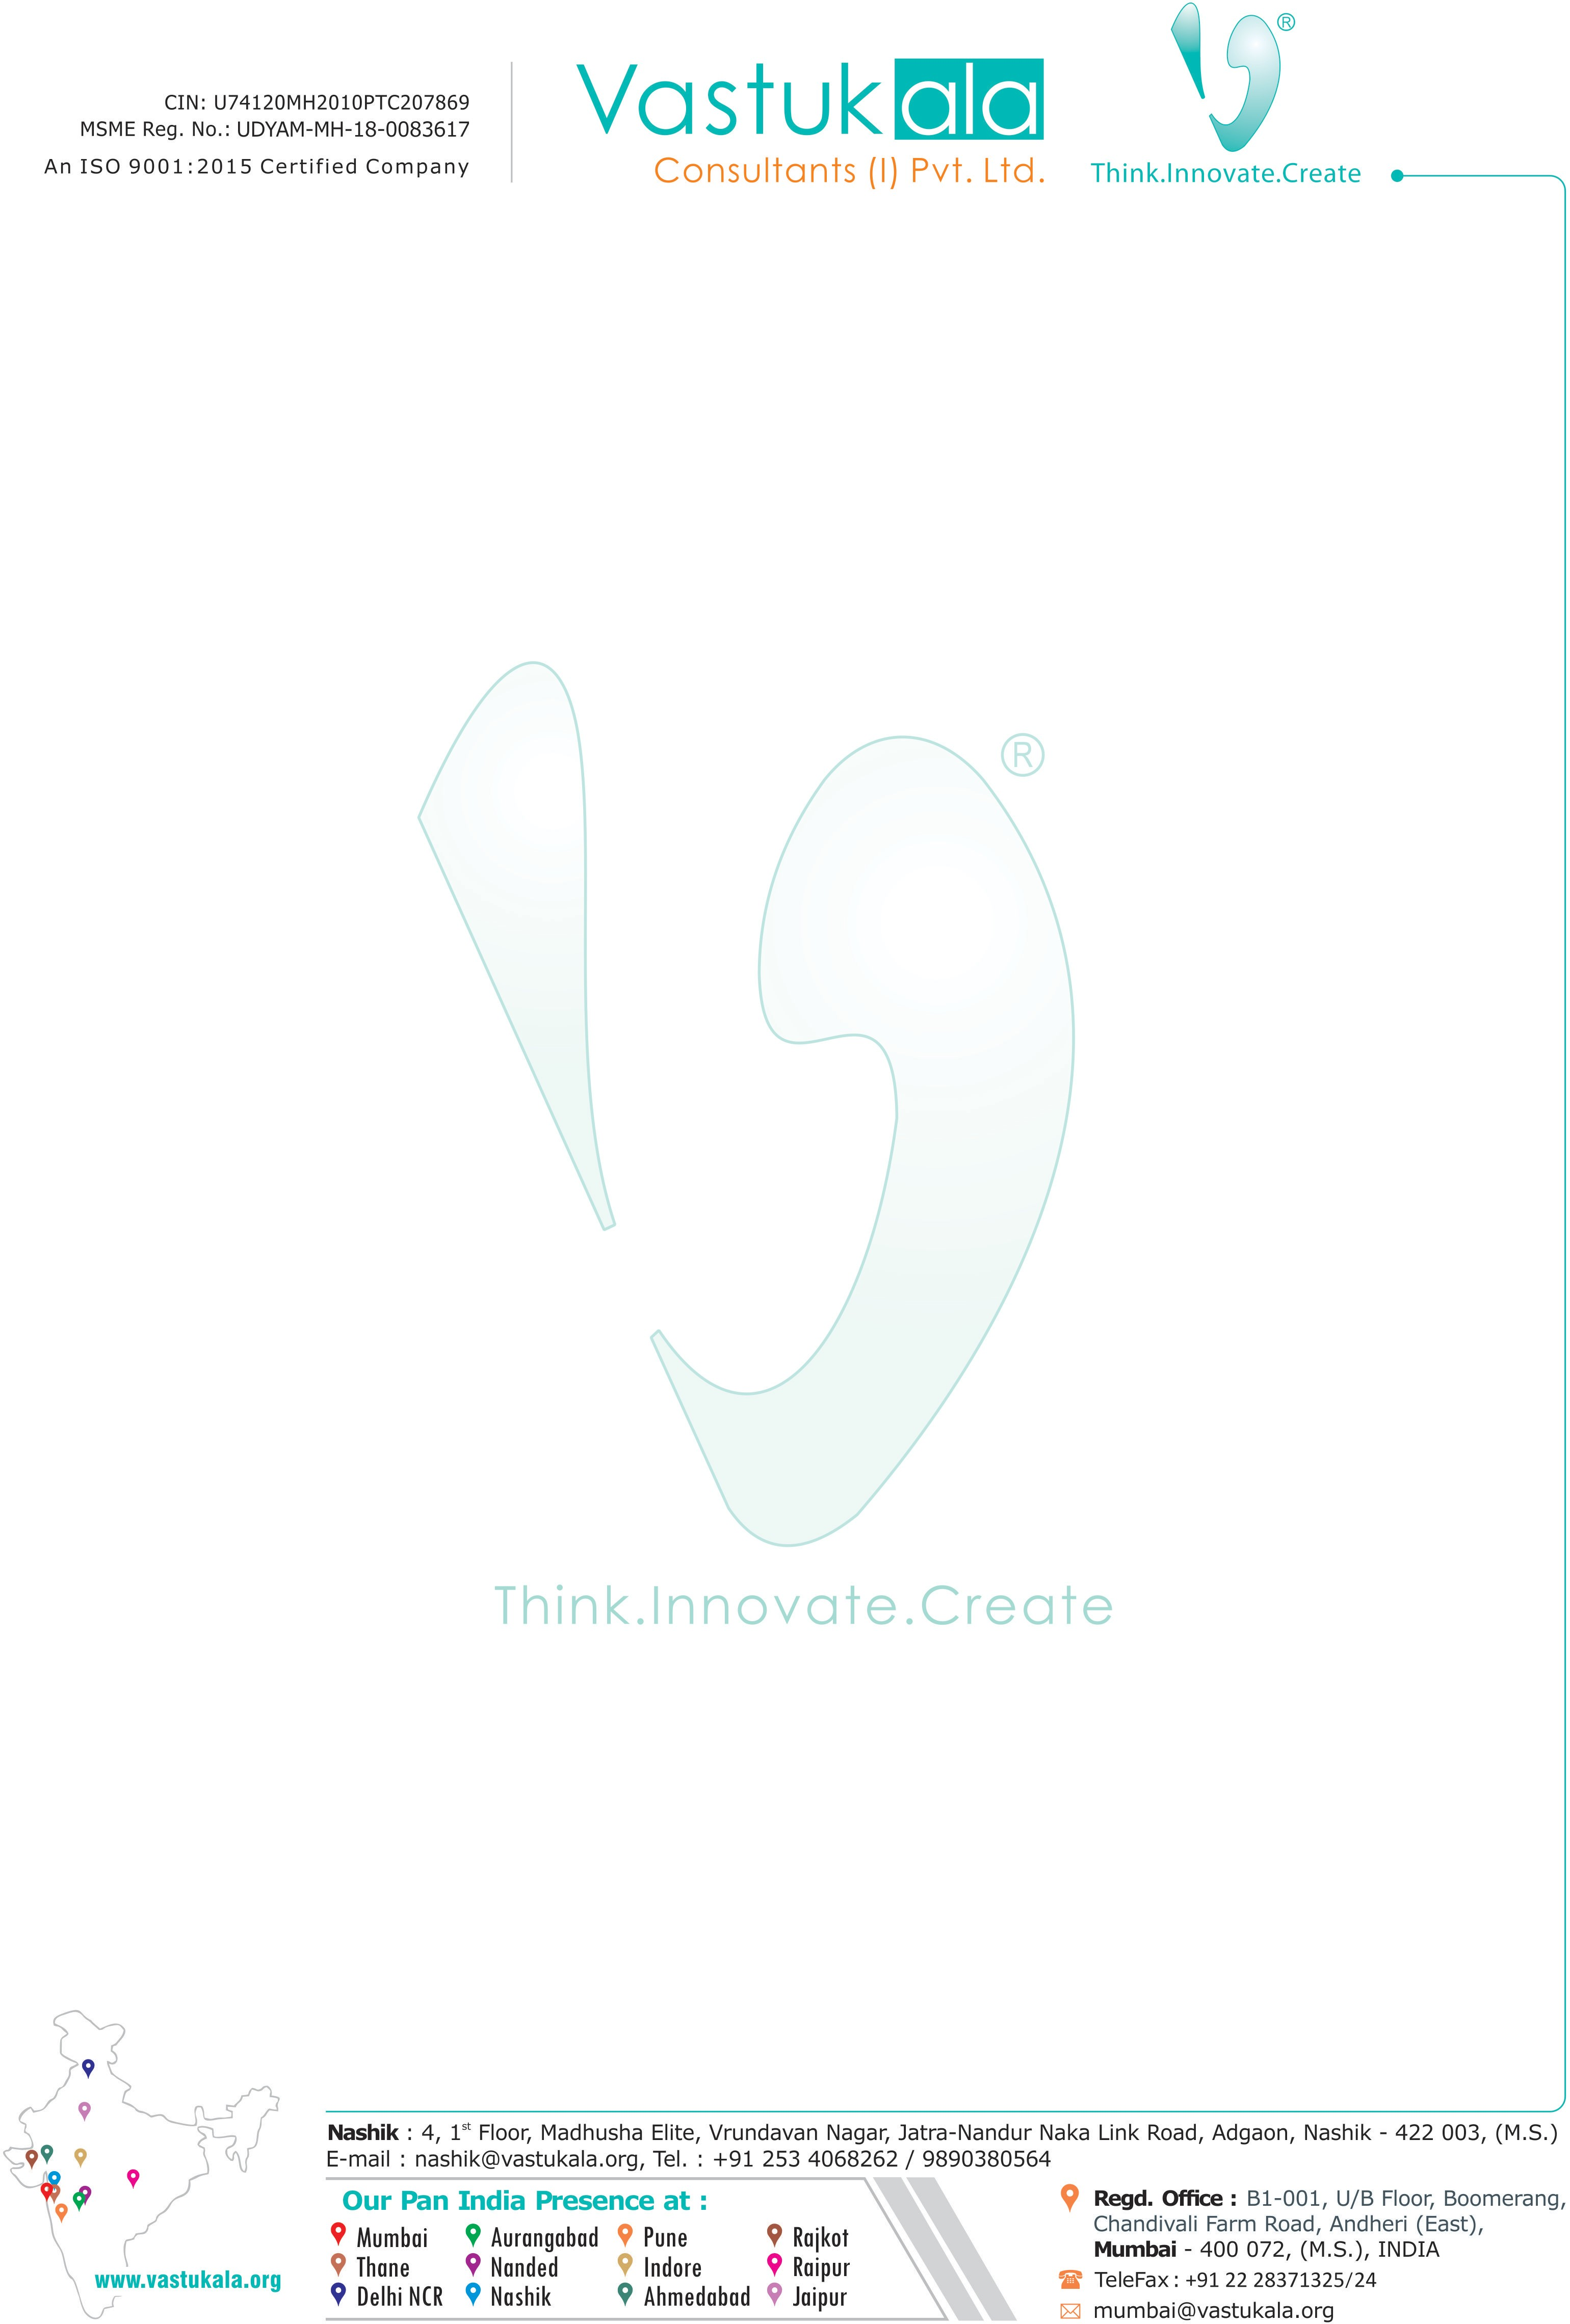 CIN: U74120MH2010PTC207869
MSME Reg. No.: UDYAM-MH-18-0083617
An ISO 9001:2015 Certified Company
Vastukala
Consultants (I) Pvt. Ltd.
®
Think.Innovate.Create
®
Think.Innovate.Create
Nashik : 4, 1st Floor, Madhusha Elite, Vrundavan Nagar, Jatra-Nandur Naka Link Road, Adgaon, Nashik - 422 003, (M.S.)
E-mail : nashik@vastukala.org, Tel. : +91 253 4068262 / 9890380564
Our Pan India Presence at :
Mumbai Aurangabad Pune Rajkot
Thane Nanded Indore Raipur
Delhi NCR Nashik Ahmedabad Jaipur
www.vastukala.org
Regd. Office : B1-001, U/B Floor, Boomerang,
Chandivali Farm Road, Andheri (East),
Mumbai - 400 072, (M.S.), INDIA
TeleFax : +91 22 28371325/24
mumbai@vastukala.org